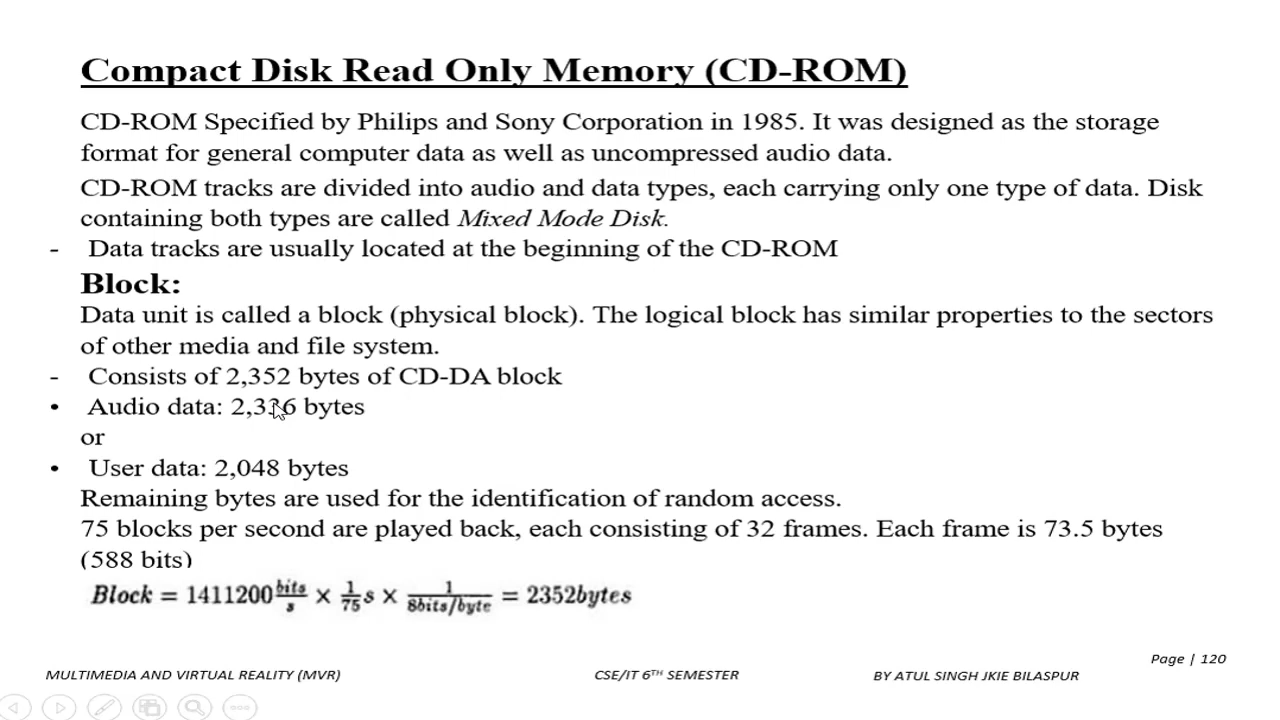 Compact Disk Read Only Memory (CD-ROM)
CD-ROM Specified by Philips and Sony Corporation in 1985. It was designed as the storage
format for general computer data as well as uncompressed audio data.
CD-ROM tracks are divided into audio and data types, each carrying only one type of data. Disk
containing both types are called Mixed Mode Disk.
- Data tracks are usually located at the beginning of the CD-ROM
Block:
Data unit is called a block (physical block). The logical block has similar properties to the sectors
of other media and file system.
- Consists of 2,352 bytes of CD-DA block
• Audio data: 2,336 bytes
or
• User data: 2,048 bytes
Remaining bytes are used for the identification of random access.
75 blocks per second are played back, each consisting of 32 frames. Each frame is 73.5 bytes
(588 bits)
Block = 1411200 bits/s × 1/75 s × 1/8bits/byte = 2352bytes
Page | 120
MULTIMEDIA AND VIRTUAL REALITY (MVR) CSE/IT 6TH SEMESTER BY ATUL SINGH JKIE BILASPUR